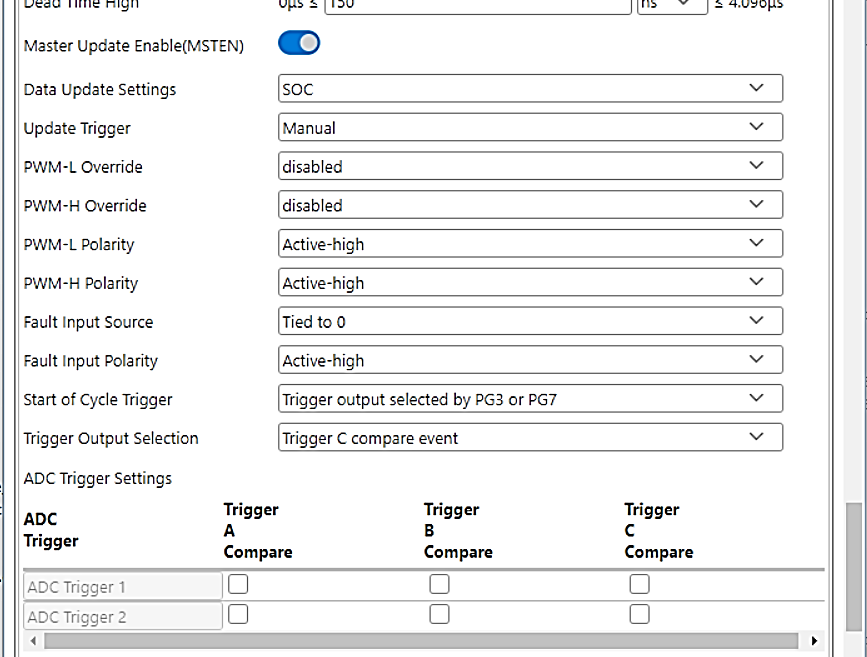 Dead Time High 0µs ≤ 150 ns ≤ 4.096µs
Master Update Enable(MSTEN)
Data Update Settings SOC
Update Trigger Manual
PWM-L Override disabled
PWM-H Override disabled
PWM-L Polarity Active-high
PWM-H Polarity Active-high
Fault Input Source Tied to 0
Fault Input Polarity Active-high
Start of Cycle Trigger Trigger output selected by PG3 or PG7
Trigger Output Selection Trigger C compare event
ADC Trigger Settings
ADC Trigger
Trigger A Compare
Trigger B Compare
Trigger C Compare
ADC Trigger 1
ADC Trigger 2